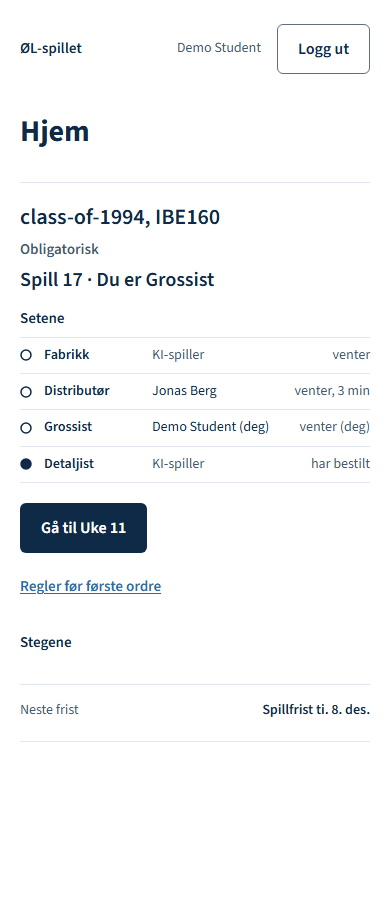 ØL-spillet
Demo Student
Logg ut
Hjem
class-of-1994, IBE160
Obligatorisk
Spill 17 · Du er Grossist
Setene
Fabrikk KI-spiller venter
Distributør Jonas Berg venter, 3 min
Grossist Demo Student (deg) venter (deg)
Detaljist KI-spiller har bestilt
Gå til Uke 11
Regler før første ordre
Stegene
Neste frist Spillfrist ti. 8. des.